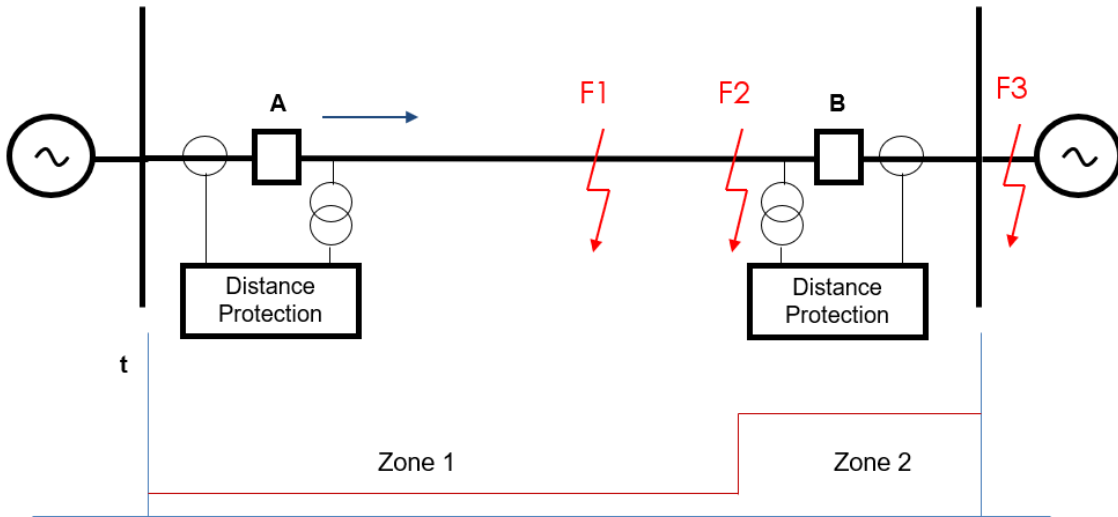 A
F1
F2
B
F3
Distance
Protection
Distance
Protection
t
Zone 1
Zone 2